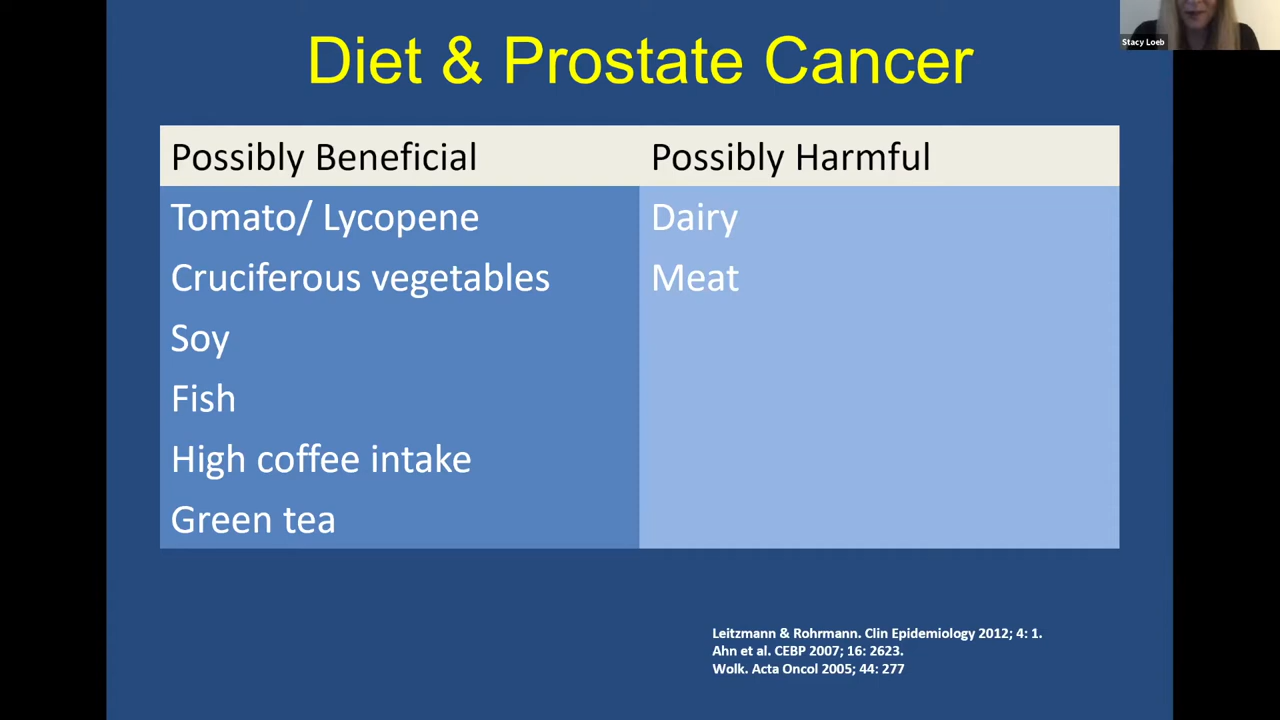 Stacy Loeb
Diet & Prostate Cancer
Possibly Beneficial
Possibly Harmful
Tomato/ Lycopene
Dairy
Cruciferous vegetables
Meat
Soy
Fish
High coffee intake
Green tea
Leitzmann & Rohrmann. Clin Epidemiology 2012; 4: 1.
Ahn et al. CEBP 2007; 16: 2623.
Wolk. Acta Oncol 2005; 44: 277